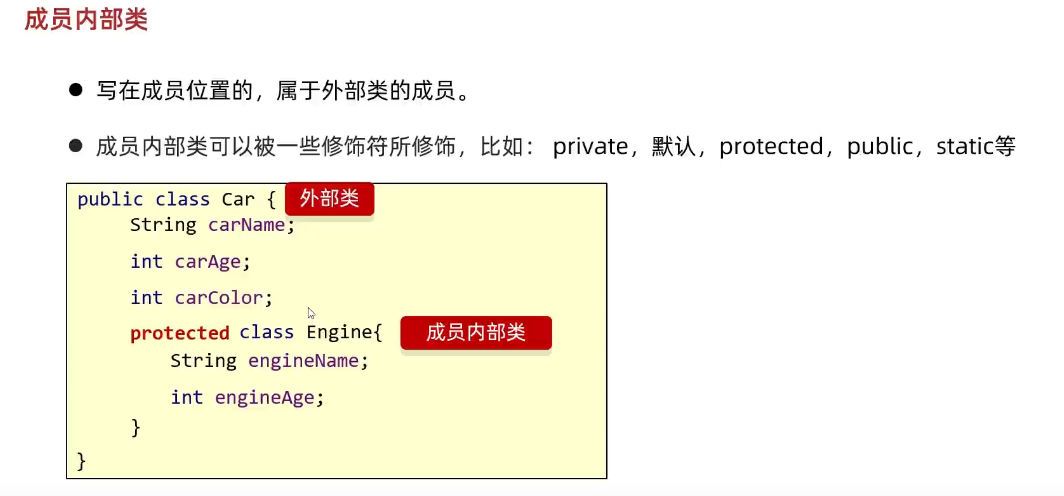 成员内部类
● 写在成员位置的，属于外部类的成员。
● 成员内部类可以被一些修饰符所修饰，比如： private，默认，protected，public，static等
public class Car { 外部类
String carName;
int carAge;
int carColor;
protected class Engine{ 成员内部类
String engineName;
int engineAge;
}
}